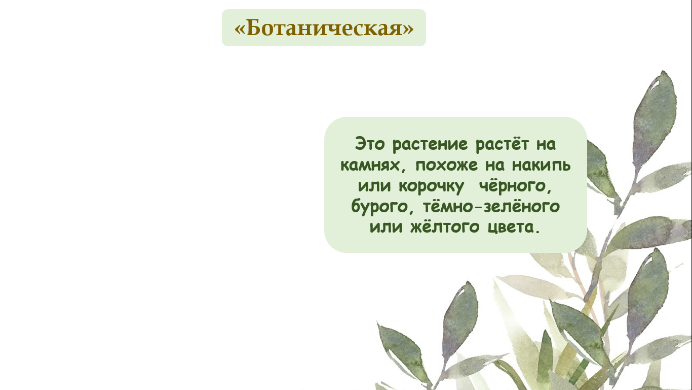 «Ботаническая»
Это растение растёт на
камнях, похоже на накипь
или корочку чёрного,
бурого, тёмно-зелёного
или жёлтого цвета.